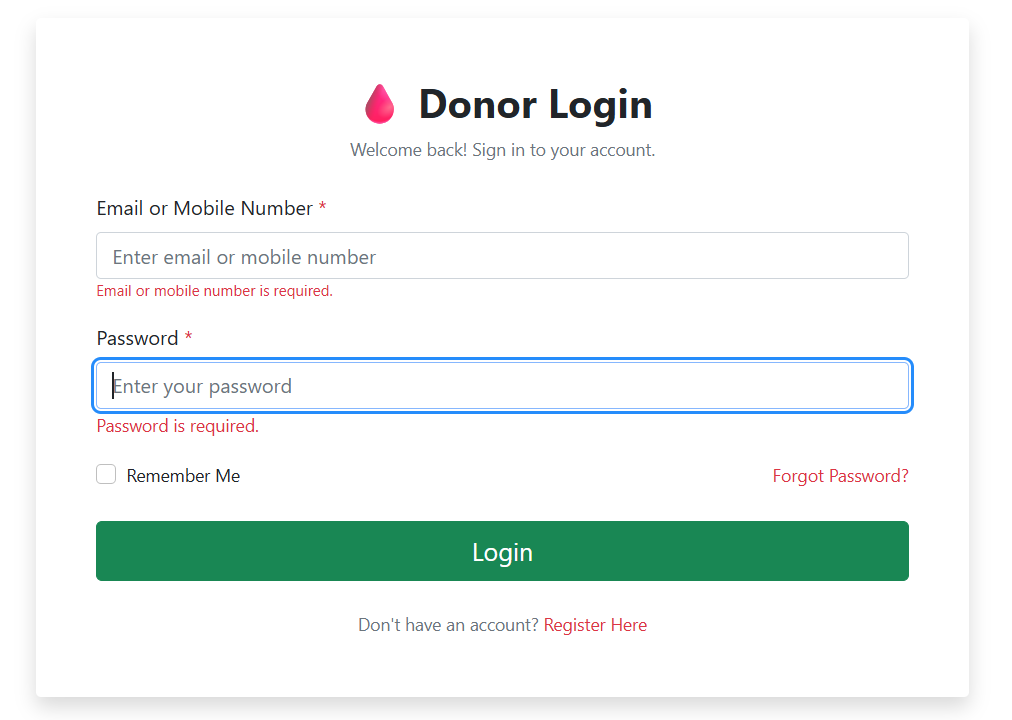 Donor Login
Welcome back! Sign in to your account.
Email or Mobile Number *
Enter email or mobile number
Email or mobile number is required.
Password *
Enter your password
Password is required.
Remember Me Forgot Password?
Login
Don't have an account? Register Here